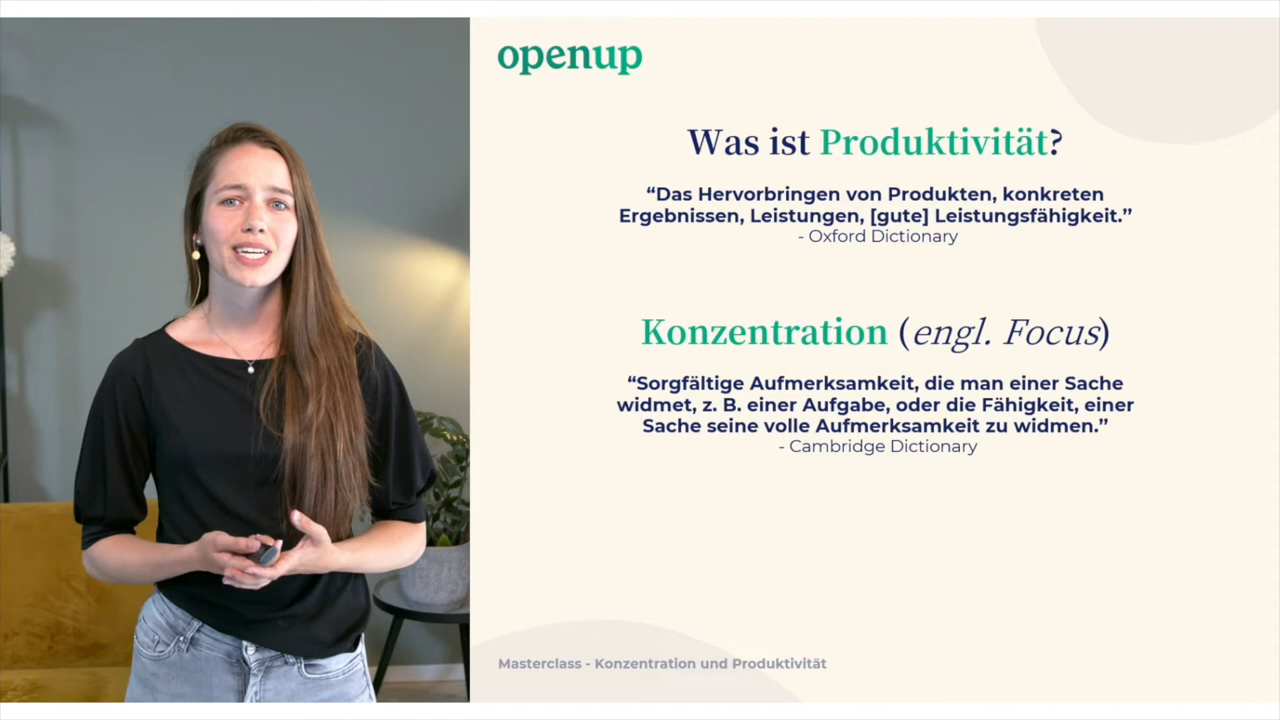 openup
Was ist Produktivität?
“Das Hervorbringen von Produkten, konkreten
Ergebnissen, Leistungen, [gute] Leistungsfähigkeit.”
- Oxford Dictionary
Konzentration (engl. Focus)
“Sorgfältige Aufmerksamkeit, die man einer Sache
widmet, z. B. einer Aufgabe, oder die Fähigkeit, einer
Sache seine volle Aufmerksamkeit zu widmen.”
- Cambridge Dictionary
Masterclass - Konzentration und Produktivität